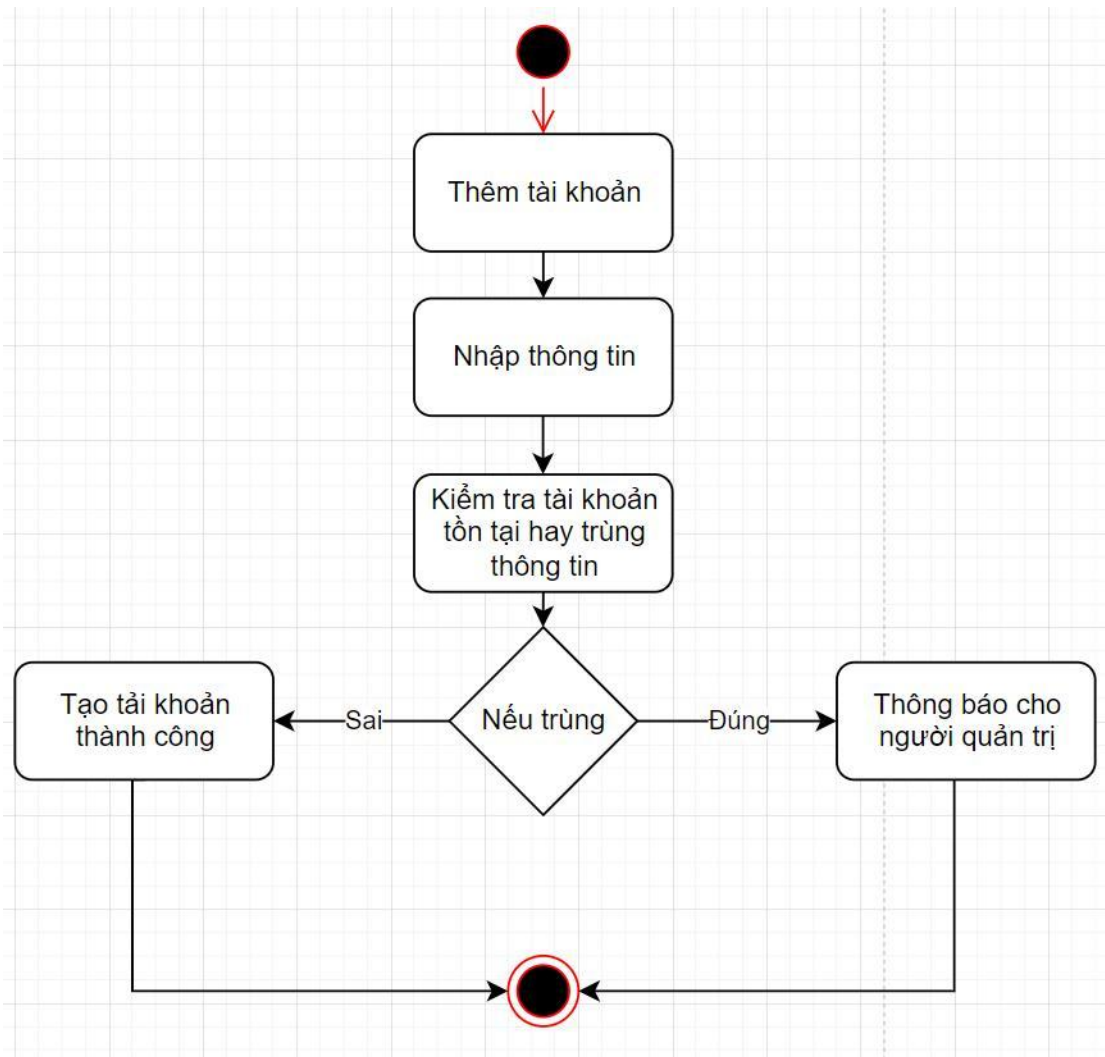 Thêm tài khoản
Nhập thông tin
Kiểm tra tài khoản
tồn tại hay trùng
thông tin
Tạo tải khoản
thành công
Sai
Nếu trùng
Đúng
Thông báo cho
người quản trị